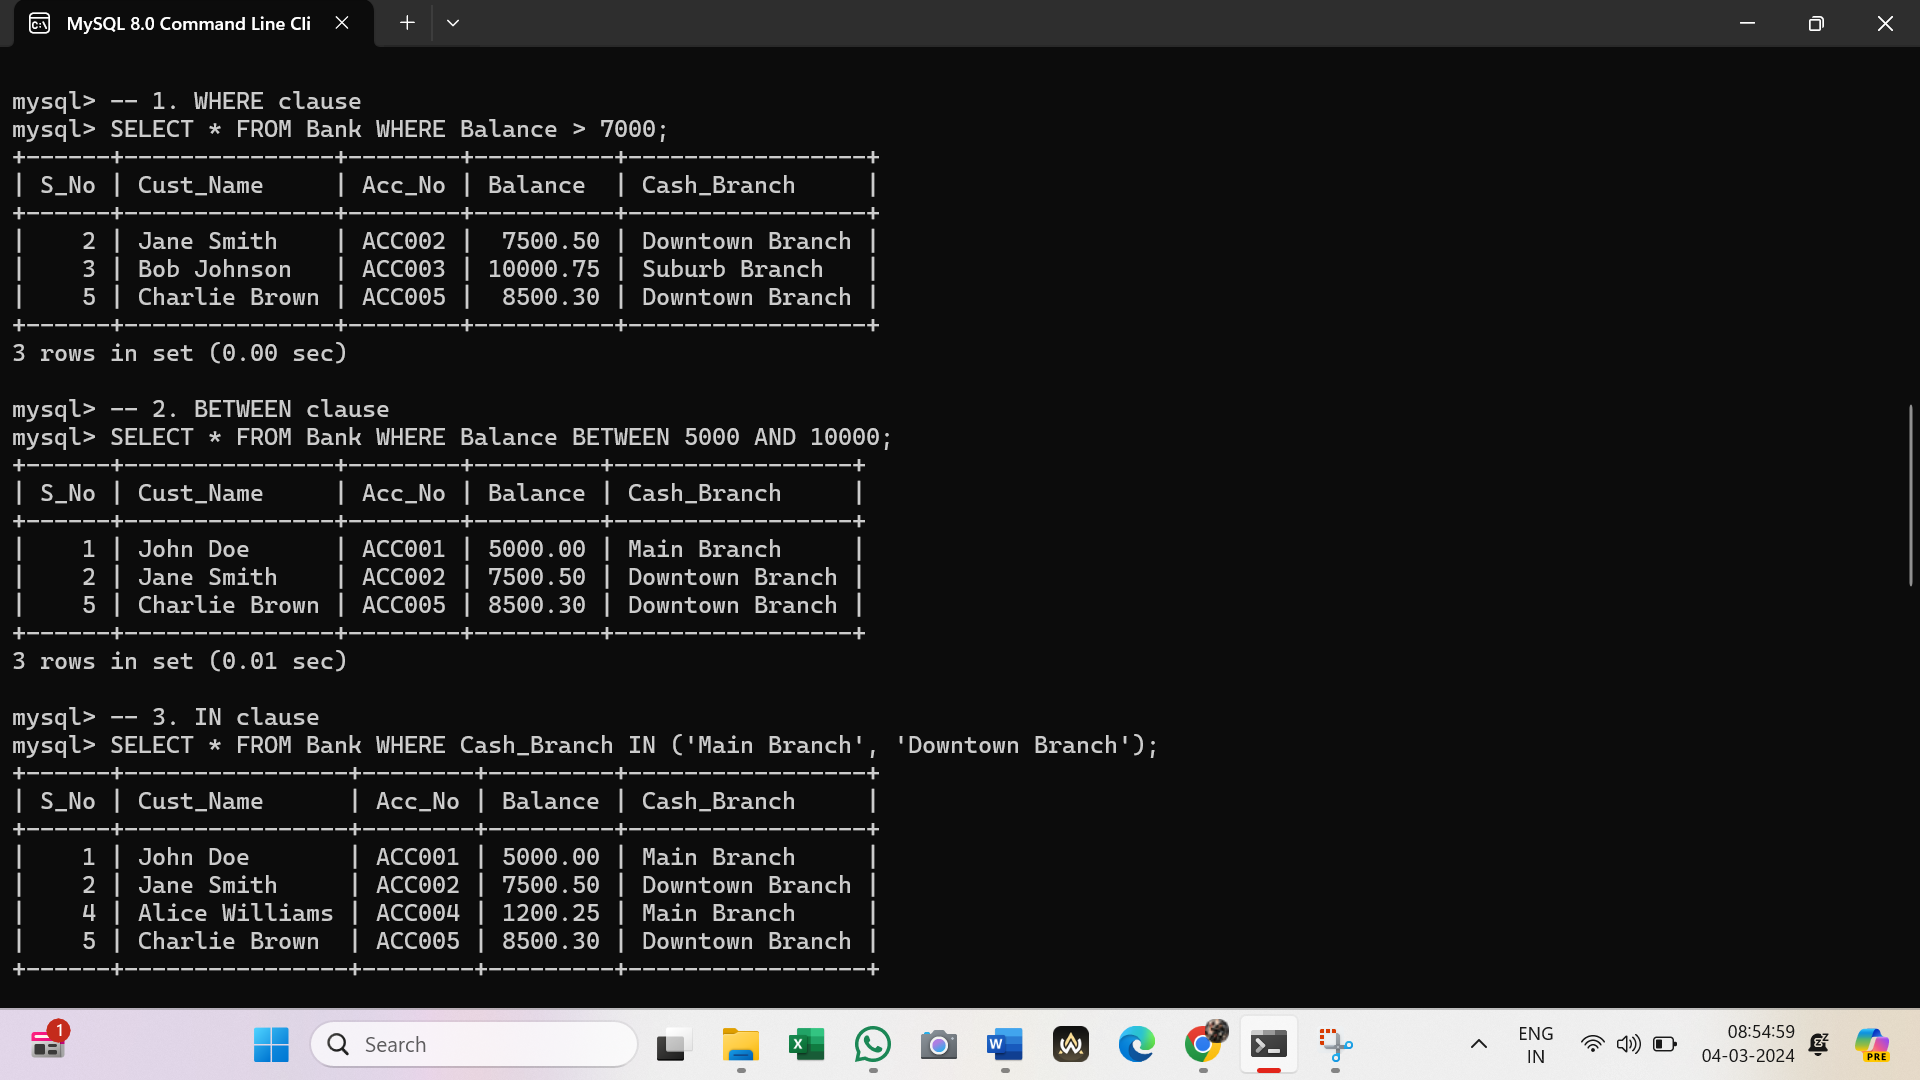 MySQL 8.0 Command Line Cli
mysql> -- 1. WHERE clause
mysql> SELECT * FROM Bank WHERE Balance > 7000;
+------+---------------+--------+----------+-----------------+
| S_No | Cust_Name     | Acc_No | Balance  | Cash_Branch     |
+------+---------------+--------+----------+-----------------+
|    2 | Jane Smith    | ACC002 |  7500.50 | Downtown Branch |
|    3 | Bob Johnson   | ACC003 | 10000.75 | Suburb Branch   |
|    5 | Charlie Brown | ACC005 |  8500.30 | Downtown Branch |
+------+---------------+--------+----------+-----------------+
3 rows in set (0.00 sec)
mysql> -- 2. BETWEEN clause
mysql> SELECT * FROM Bank WHERE Balance BETWEEN 5000 AND 10000;
+------+---------------+--------+---------+-----------------+
| S_No | Cust_Name     | Acc_No | Balance | Cash_Branch     |
+------+---------------+--------+---------+-----------------+
|    1 | John Doe      | ACC001 | 5000.00 | Main Branch     |
|    2 | Jane Smith    | ACC002 | 7500.50 | Downtown Branch |
|    5 | Charlie Brown | ACC005 | 8500.30 | Downtown Branch |
+------+---------------+--------+---------+-----------------+
3 rows in set (0.01 sec)
mysql> -- 3. IN clause
mysql> SELECT * FROM Bank WHERE Cash_Branch IN ('Main Branch', 'Downtown Branch');
+------+----------------+--------+---------+-----------------+
| S_No | Cust_Name      | Acc_No | Balance | Cash_Branch     |
+------+----------------+--------+---------+-----------------+
|    1 | John Doe       | ACC001 | 5000.00 | Main Branch     |
|    2 | Jane Smith     | ACC002 | 7500.50 | Downtown Branch |
|    4 | Alice Williams | ACC004 | 1200.25 | Main Branch     |
|    5 | Charlie Brown  | ACC005 | 8500.30 | Downtown Branch |
+------+----------------+--------+---------+-----------------+
1
Search
ENG
IN
08:54:59
04-03-2024
PRE